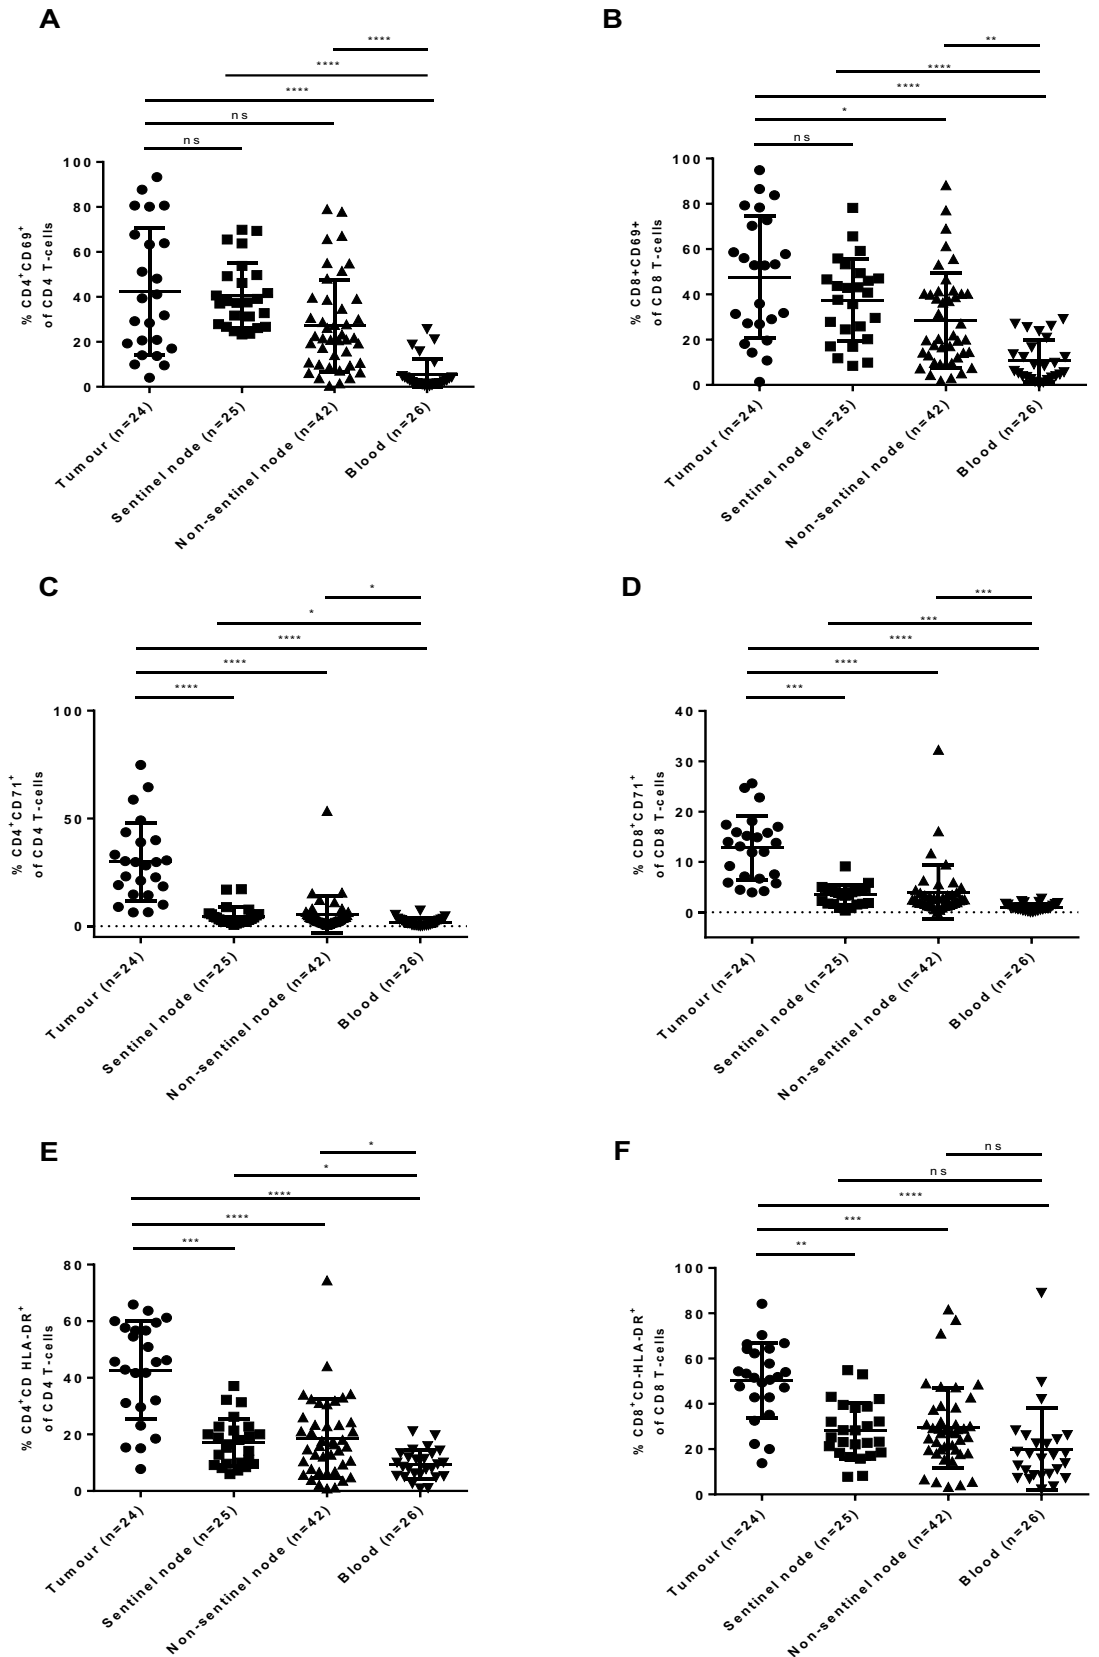 A
****
****
****
ns
ns
% CD4+CD69+
of CD4 T-cells
100
80
60
40
20
0
Tumour (n=24)
Sentinel node (n=25)
Non-sentinel node (n=42)
Blood (n=26)
B
**
****
****
*
ns
% CD8+CD69+
of CD8 T-cells
100
80
60
40
20
0
Tumour (n=24)
Sentinel node (n=25)
Non-sentinel node (n=42)
Blood (n=26)
C
*
*
****
****
****
% CD4+CD71+
of CD4 T-cells
100
50
0
Tumour (n=24)
Sentinel node (n=25)
Non-sentinel node (n=42)
Blood (n=26)
D
***
***
****
****
***
% CD8+CD71+
of CD8 T-cells
40
30
20
10
0
Tumour (n=24)
Sentinel node (n=25)
Non-sentinel node (n=42)
Blood (n=26)
E
*
*
****
****
***
% CD4+CD HLA-DR+
of CD4 T-cells
80
60
40
20
0
Tumour (n=24)
Sentinel node (n=25)
Non-sentinel node (n=42)
Blood (n=26)
F
ns
ns
****
***
**
% CD8+CD-HLA-DR+
of CD8 T-cells
100
80
60
40
20
0
Tumour (n=24)
Sentinel node (n=25)
Non-sentinel node (n=42)
Blood (n=26)